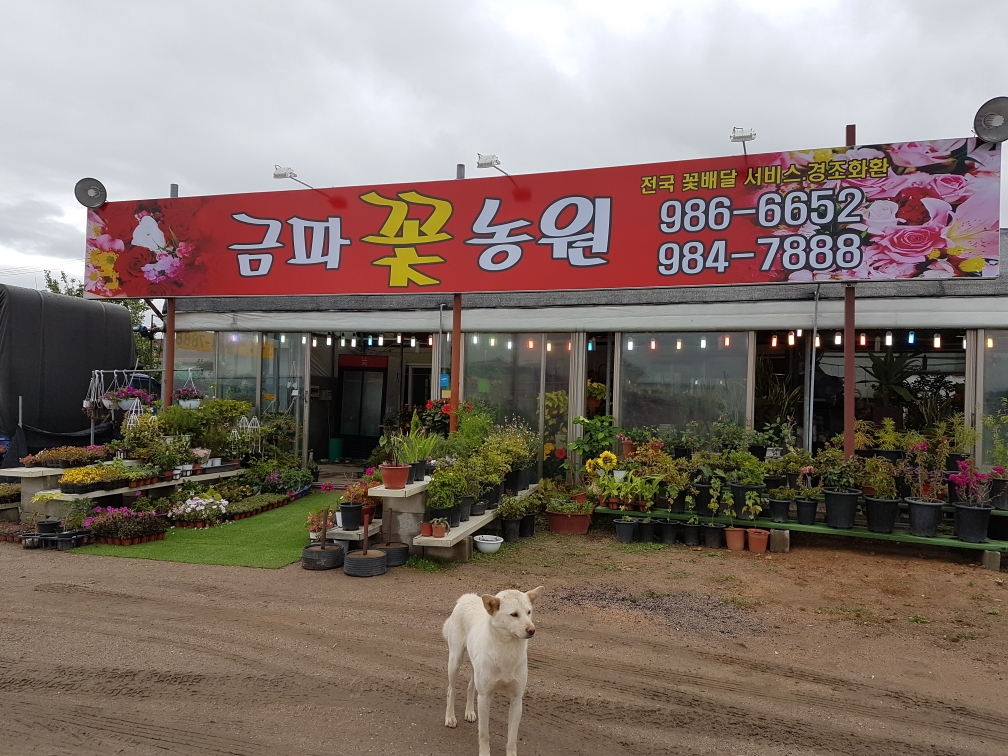 금파 꽃 농원
전국 꽃배달 서비스.경조화환
986-6652
984-7888